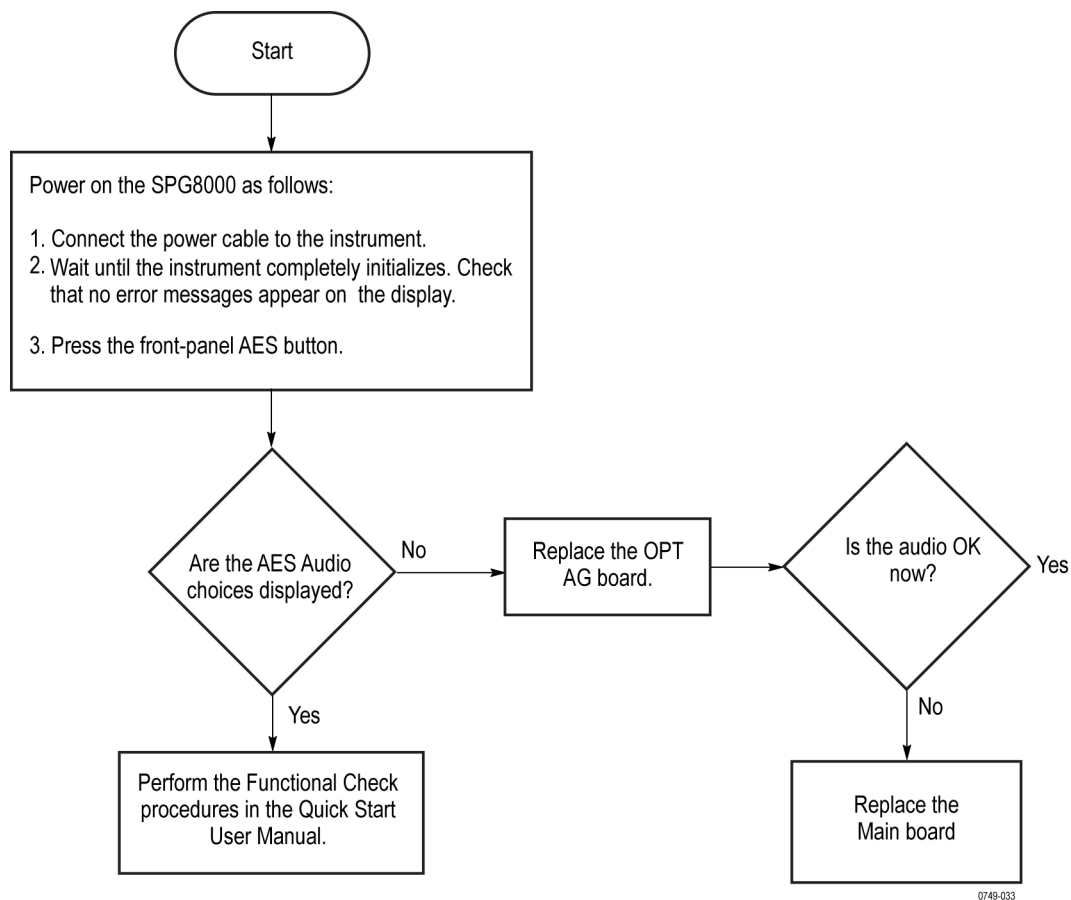 Start
Power on the SPG8000 as follows:
1. Connect the power cable to the instrument.
2. Wait until the instrument completely initializes. Check
that no error messages appear on the display.
3. Press the front-panel AES button.
Are the AES Audio
choices displayed?
No
Replace the OPT
AG board.
Is the audio OK
now?
Yes
Yes
No
Perform the Functional Check
procedures in the Quick Start
User Manual.
Replace the
Main board
0749-033